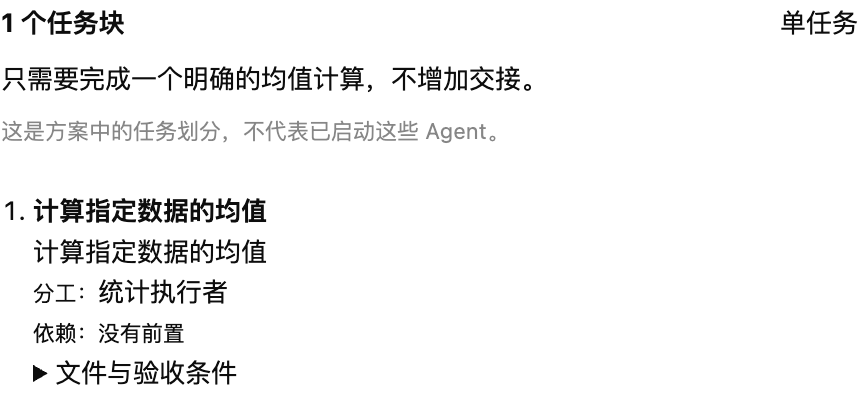 1 个任务块
单任务
只需要完成一个明确的均值计算，不增加交接。
这是方案中的任务划分，不代表已启动这些 Agent。
1. 计算指定数据的均值
计算指定数据的均值
分工：统计执行者
依赖：没有前置
▶ 文件与验收条件